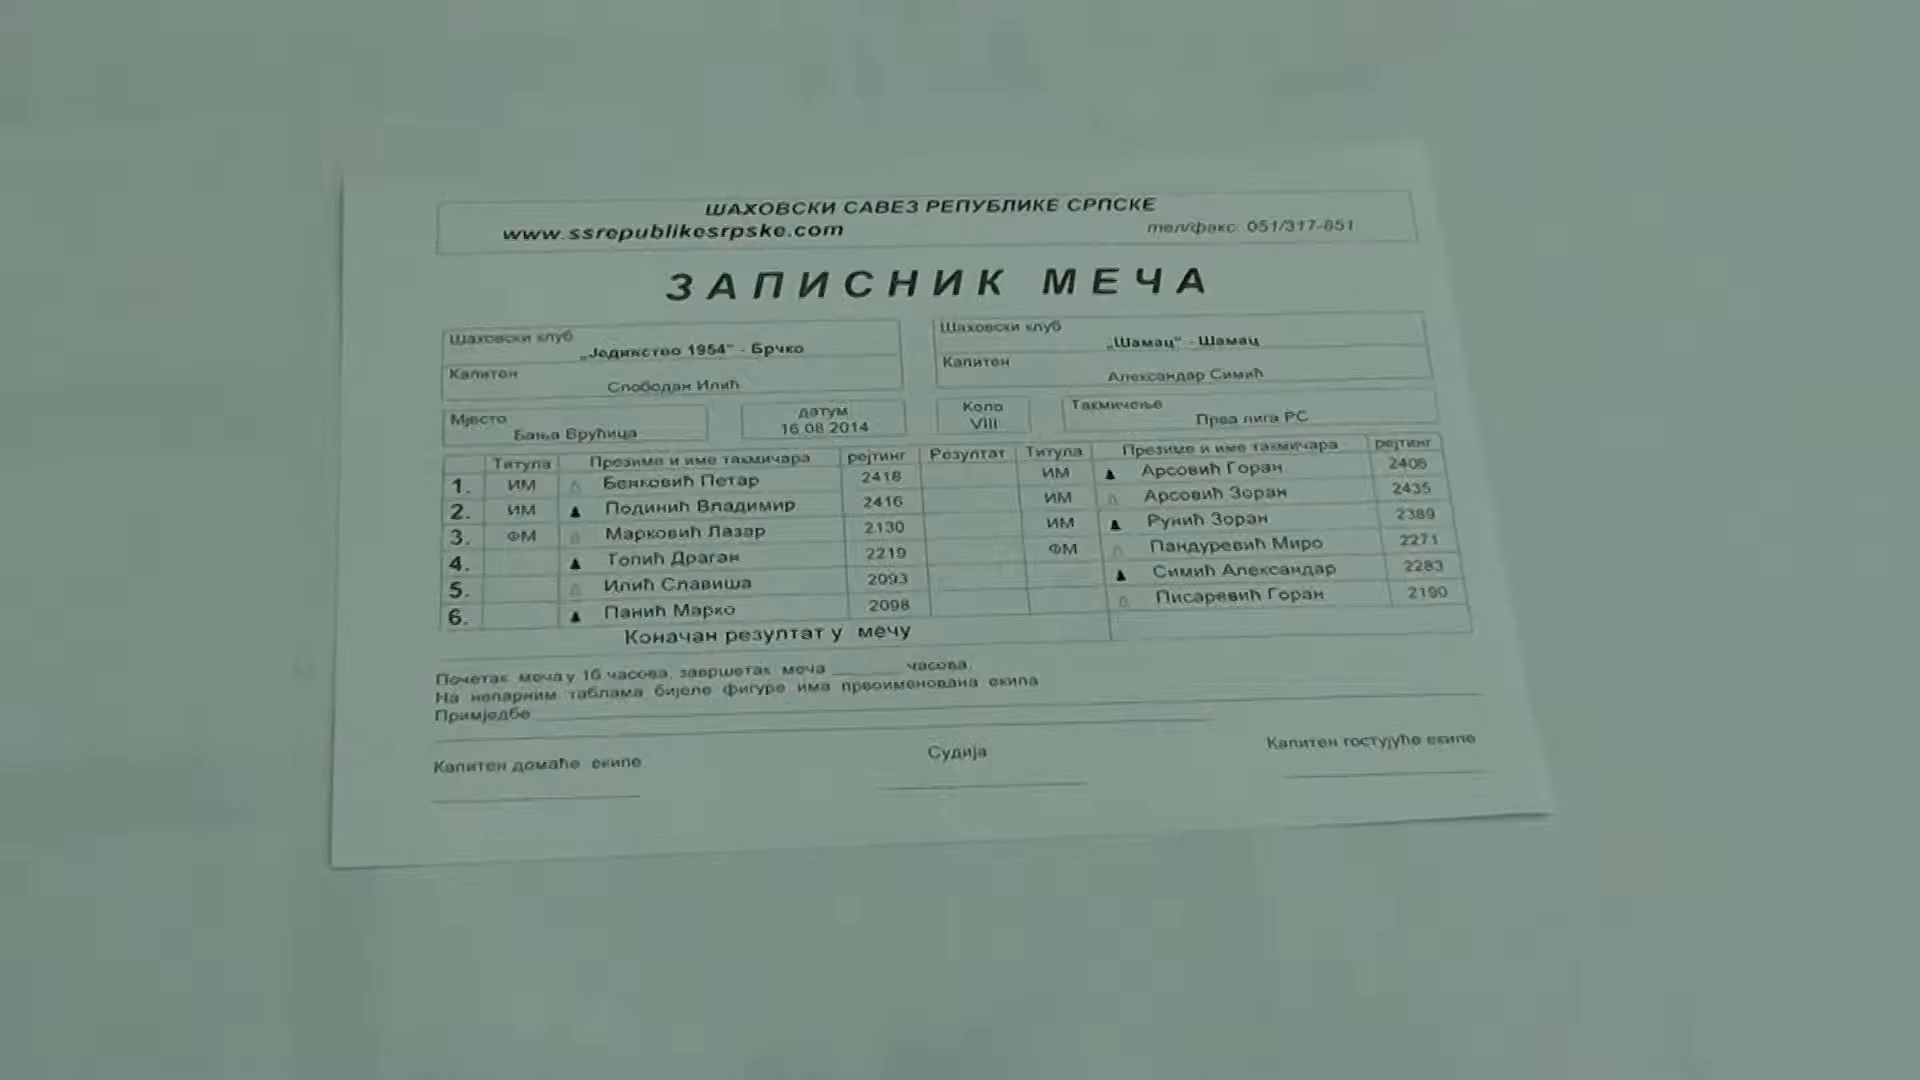 ШАХОВСКИ САВЕЗ РЕПУБЛИКЕ СРПСКЕ
www.ssrepublikesrpske.com тел/факс: 051/317-851
ЗАПИСНИК МЕЧА
Шаховски клуб
„Јединство 1954" - Брчко
Капитен
Слободан Илић
Шаховски клуб
„Шамац" - Шамац
Капитен
Александар Симић
Мјесто
Бања Врућица
датум
16.08.2014
Коло
VIII
Такмичење
Прва лига РС
Титула Презиме и име такмичара рејтинг Резултат Титула Презиме и име такмичара рејтинг
1. ИМ Бенковић Петар 2418 ИМ Арсовић Горан 2406
2. ИМ Подинић Владимир 2416 ИМ Арсовић Зоран 2435
3. ФМ Марковић Лазар 2130 ИМ Рунић Зоран 2389
4. Топић Драган 2219 ФМ Пандуревић Миро 2271
5. Илић Славиша 2093 Симић Александар 2283
6. Панић Марко 2098 Писаревић Горан 2190
Коначан резултат у мечу
Почетак меча у 16 часова, завршетак меча ________ часова
На непарним таблама бијеле фигуре има првоименована екипа
Примједбе
Капитен домаће екипе Судија Капитен гостујуће екипе